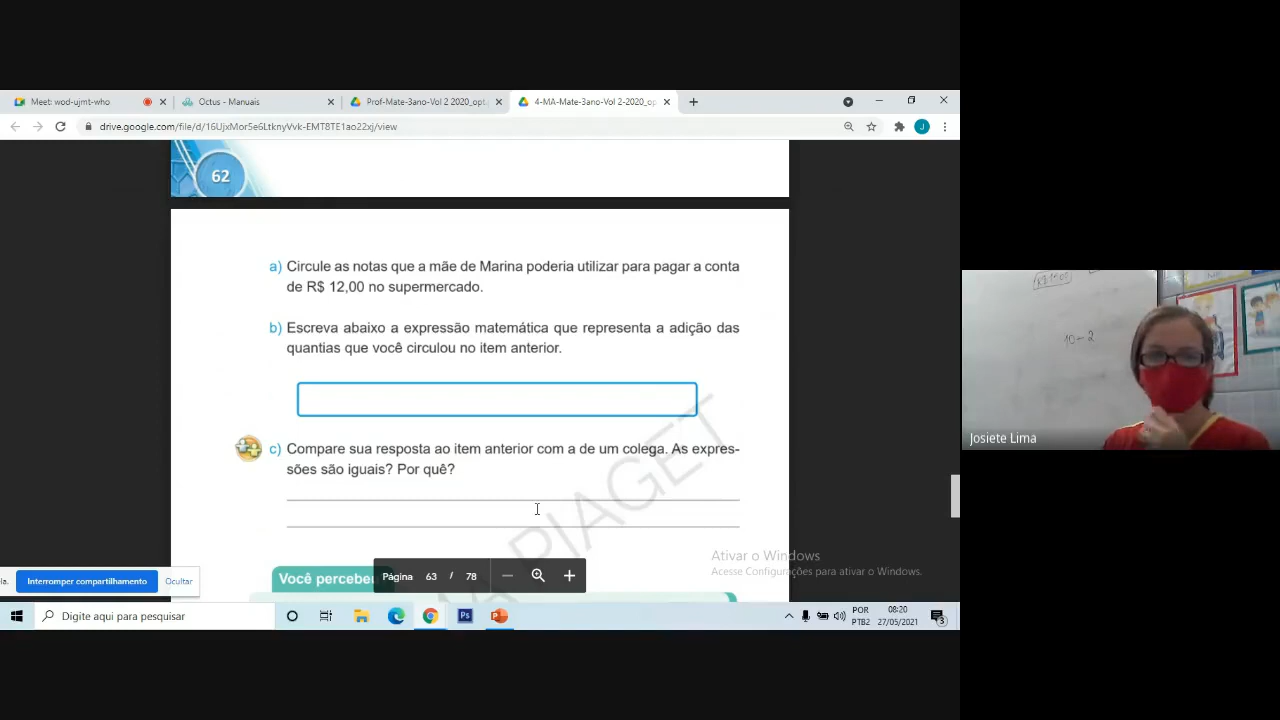 Meet: wod-ujmt-who
Octus - Manuais
Prof-Mate-3ano-Vol 2 2020_opt.
4-MA-Mate-3ano-Vol 2-2020_op
drive.google.com/file/d/16UjxMor5e6LtknyVvk-EMT8TE1ao22xj/view
J
62
a) Circule as notas que a mãe de Marina poderia utilizar para pagar a conta
de R$ 12,00 no supermercado.
b) Escreva abaixo a expressão matemática que representa a adição das
quantias que você circulou no item anterior.
c) Compare sua resposta ao item anterior com a de um colega. As expres-
sões são iguais? Por quê?
PIAGET
Você percebe
Página 63 / 78
Ativar o Windows
Acesse Configurações para ativar o Windows.
la.
Interromper compartilhamento
Ocultar
Digite aqui para pesquisar
Ps
POR
PTB2
08:20
27/05/2021
3
10 - 2
Josiete Lima